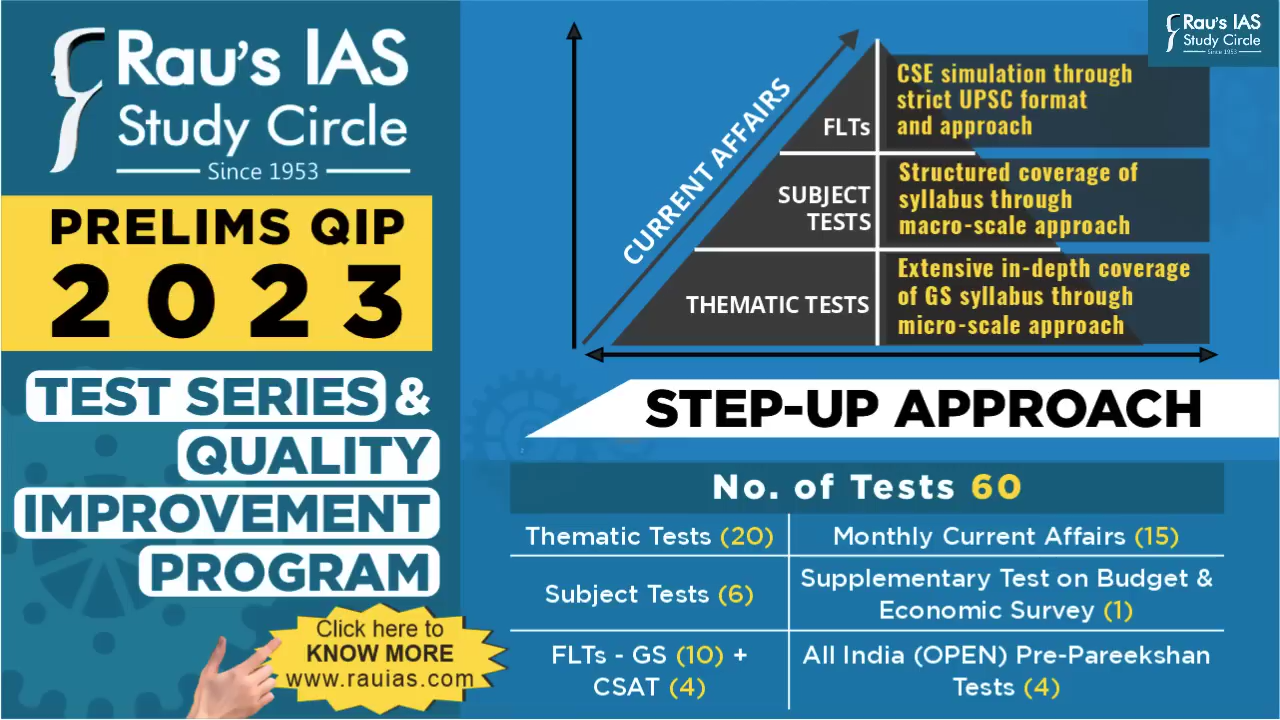 Rau's IAS
Study Circle
Since 1953
PRELIMS QIP
2023
TEST SERIES &
QUALITY
IMPROVEMENT
PROGRAM
Click here to
KNOW MORE
www.rauias.com
Rau's IAS
Study Circle
Since 1953
CURRENT AFFAIRS
FLTs
CSE simulation through
strict UPSC format
and approach
SUBJECT
TESTS
Structured coverage of
syllabus through
macro-scale approach
THEMATIC TESTS
Extensive in-depth coverage
of GS syllabus through
micro-scale approach
STEP-UP APPROACH
No. of Tests 60
Thematic Tests (20)
Monthly Current Affairs (15)
Subject Tests (6)
Supplementary Test on Budget &
Economic Survey (1)
FLTs - GS (10) +
CSAT (4)
All India (OPEN) Pre-Pareekshan
Tests (4)